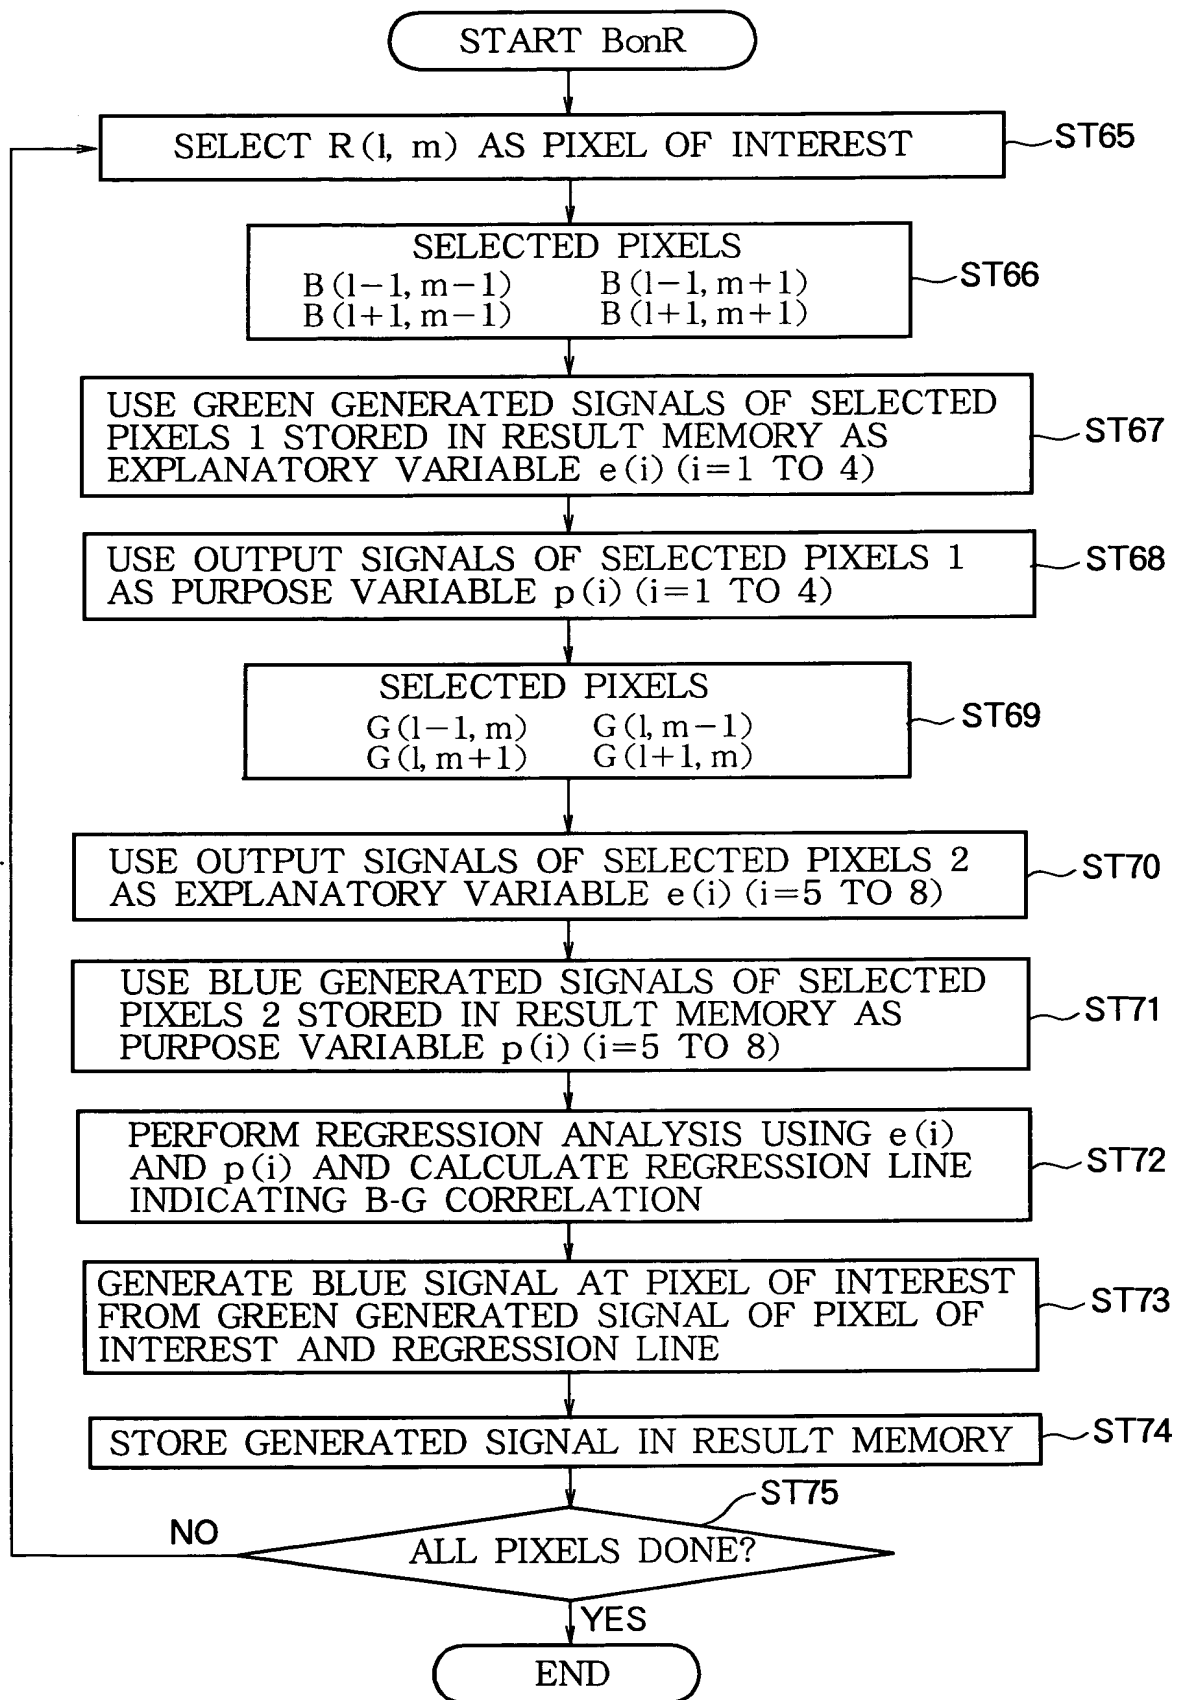 START BonR
SELECT R(l, m) AS PIXEL OF INTEREST
ST65
SELECTED PIXELS
B(l−1, m−1) B(l−1, m+1)
B(l+1, m−1) B(l+1, m+1)
ST66
USE GREEN GENERATED SIGNALS OF SELECTED
PIXELS 1 STORED IN RESULT MEMORY AS
EXPLANATORY VARIABLE e(i) (i=1 TO 4)
ST67
USE OUTPUT SIGNALS OF SELECTED PIXELS 1
AS PURPOSE VARIABLE p(i) (i=1 TO 4)
ST68
SELECTED PIXELS
G(l−1, m) G(l, m−1)
G(l, m+1) G(l+1, m)
ST69
USE OUTPUT SIGNALS OF SELECTED PIXELS 2
AS EXPLANATORY VARIABLE e(i) (i=5 TO 8)
ST70
USE BLUE GENERATED SIGNALS OF SELECTED
PIXELS 2 STORED IN RESULT MEMORY AS
PURPOSE VARIABLE p(i) (i=5 TO 8)
ST71
PERFORM REGRESSION ANALYSIS USING e(i)
AND p(i) AND CALCULATE REGRESSION LINE
INDICATING B-G CORRELATION
ST72
GENERATE BLUE SIGNAL AT PIXEL OF INTEREST
FROM GREEN GENERATED SIGNAL OF PIXEL OF
INTEREST AND REGRESSION LINE
ST73
STORE GENERATED SIGNAL IN RESULT MEMORY
ST74
ST75
NO
ALL PIXELS DONE?
YES
END